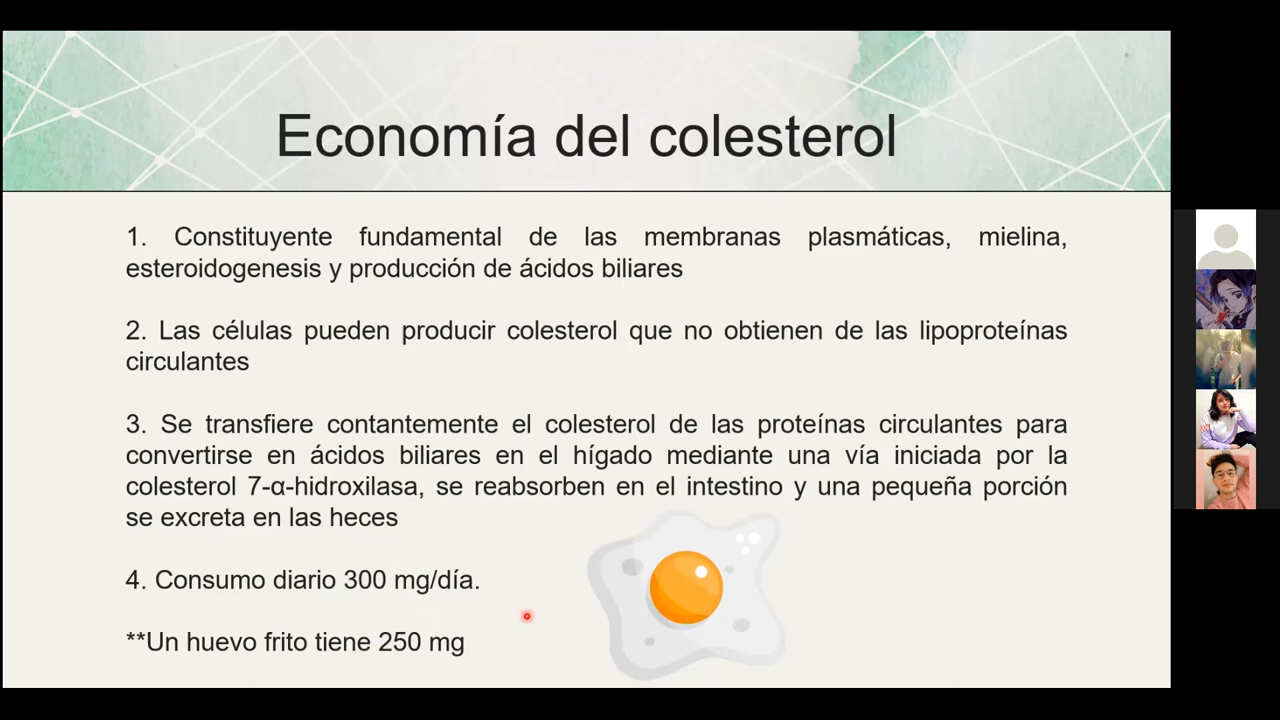 Economía del colesterol
1. Constituyente fundamental de las membranas plasmáticas, mielina,
esteroidogenesis y producción de ácidos biliares
2. Las células pueden producir colesterol que no obtienen de las lipoproteínas
circulantes
3. Se transfiere contantemente el colesterol de las proteínas circulantes para
convertirse en ácidos biliares en el hígado mediante una vía iniciada por la
colesterol 7-α-hidroxilasa, se reabsorben en el intestino y una pequeña porción
se excreta en las heces
4. Consumo diario 300 mg/día.
**Un huevo frito tiene 250 mg